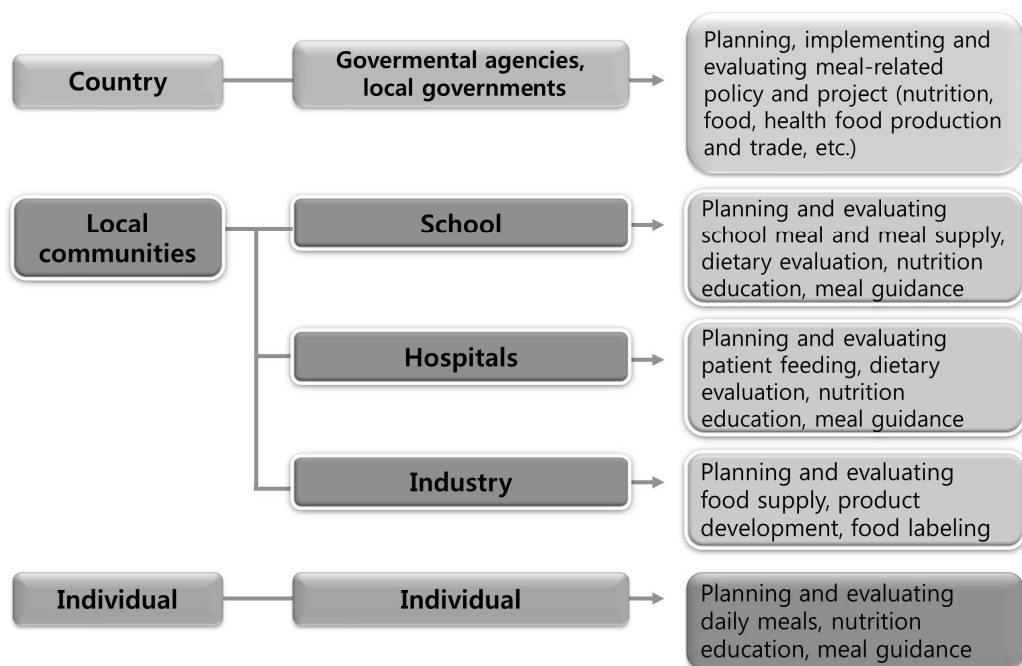 Country
Govermental agencies,
local governments
Planning, implementing and
evaluating meal-related
policy and project (nutrition,
food, health food production
and trade, etc.)
Local
communities
School
Planning and evaluating
school meal and meal supply,
dietary evaluation, nutrition
education, meal guidance
Hospitals
Planning and evaluating
patient feeding, dietary
evaluation, nutrition
education, meal guidance
Industry
Planning and evaluating
food supply, product
development, food labeling
Individual
Individual
Planning and evaluating
daily meals, nutrition
education, meal guidance